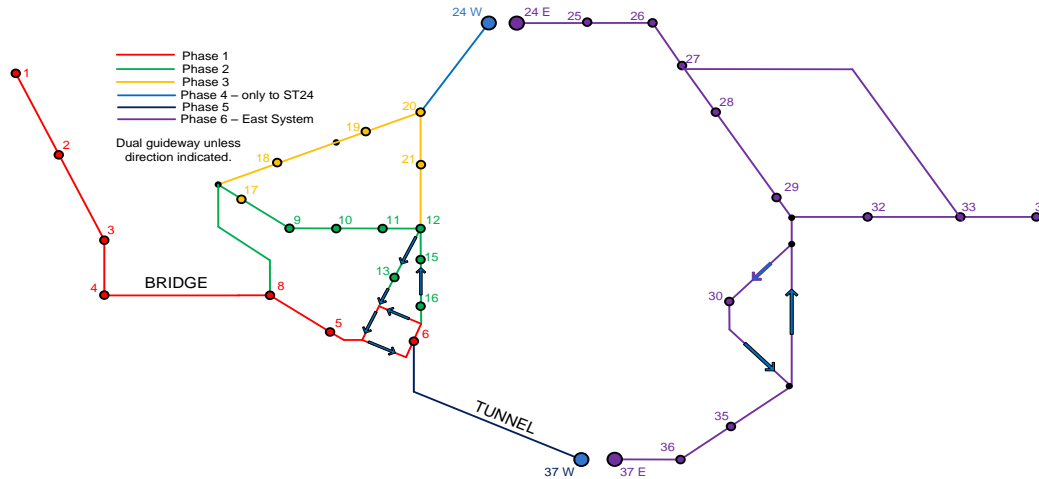 24 W
24 E
25
26
1
Phase 1
Phase 2
Phase 3
Phase 4 – only to ST24
Phase 5
Phase 6 – East System
27
20
19
28
Dual guideway unless
direction indicated.
2
18
21
17
29
9
10
11
12
32
33
3
3
15
13
BRIDGE
4
8
16
30
5
6
TUNNEL
35
36
37 W
37 E